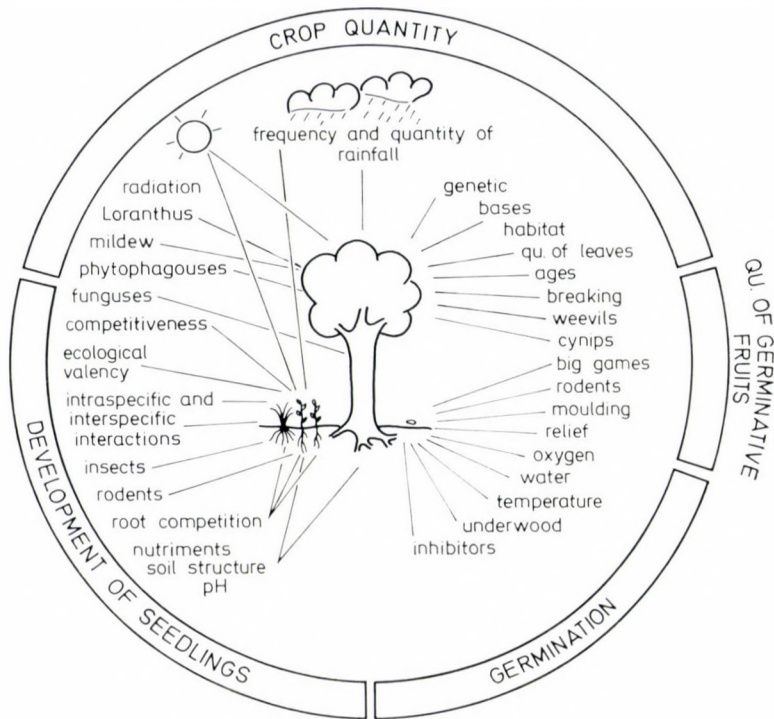 CROP QUANTITY
frequency and quantity of
rainfall
radiation
Loranthus
mildew
phytophagouses
funguses
competitiveness
ecological
valency
intraspecific and
interspecific
interactions
insects
rodents
root competition
nutriments
soil structure
pH
genetic
bases
habitat
qu. of leaves
ages
breaking
weevils
cynips
big games
rodents
moulding
relief
oxygen
water
temperature
underwood
inhibitors
QU. OF GERMINATIVE
FRUITS
GERMINATION
DEVELOPMENT OF SEEDLINGS